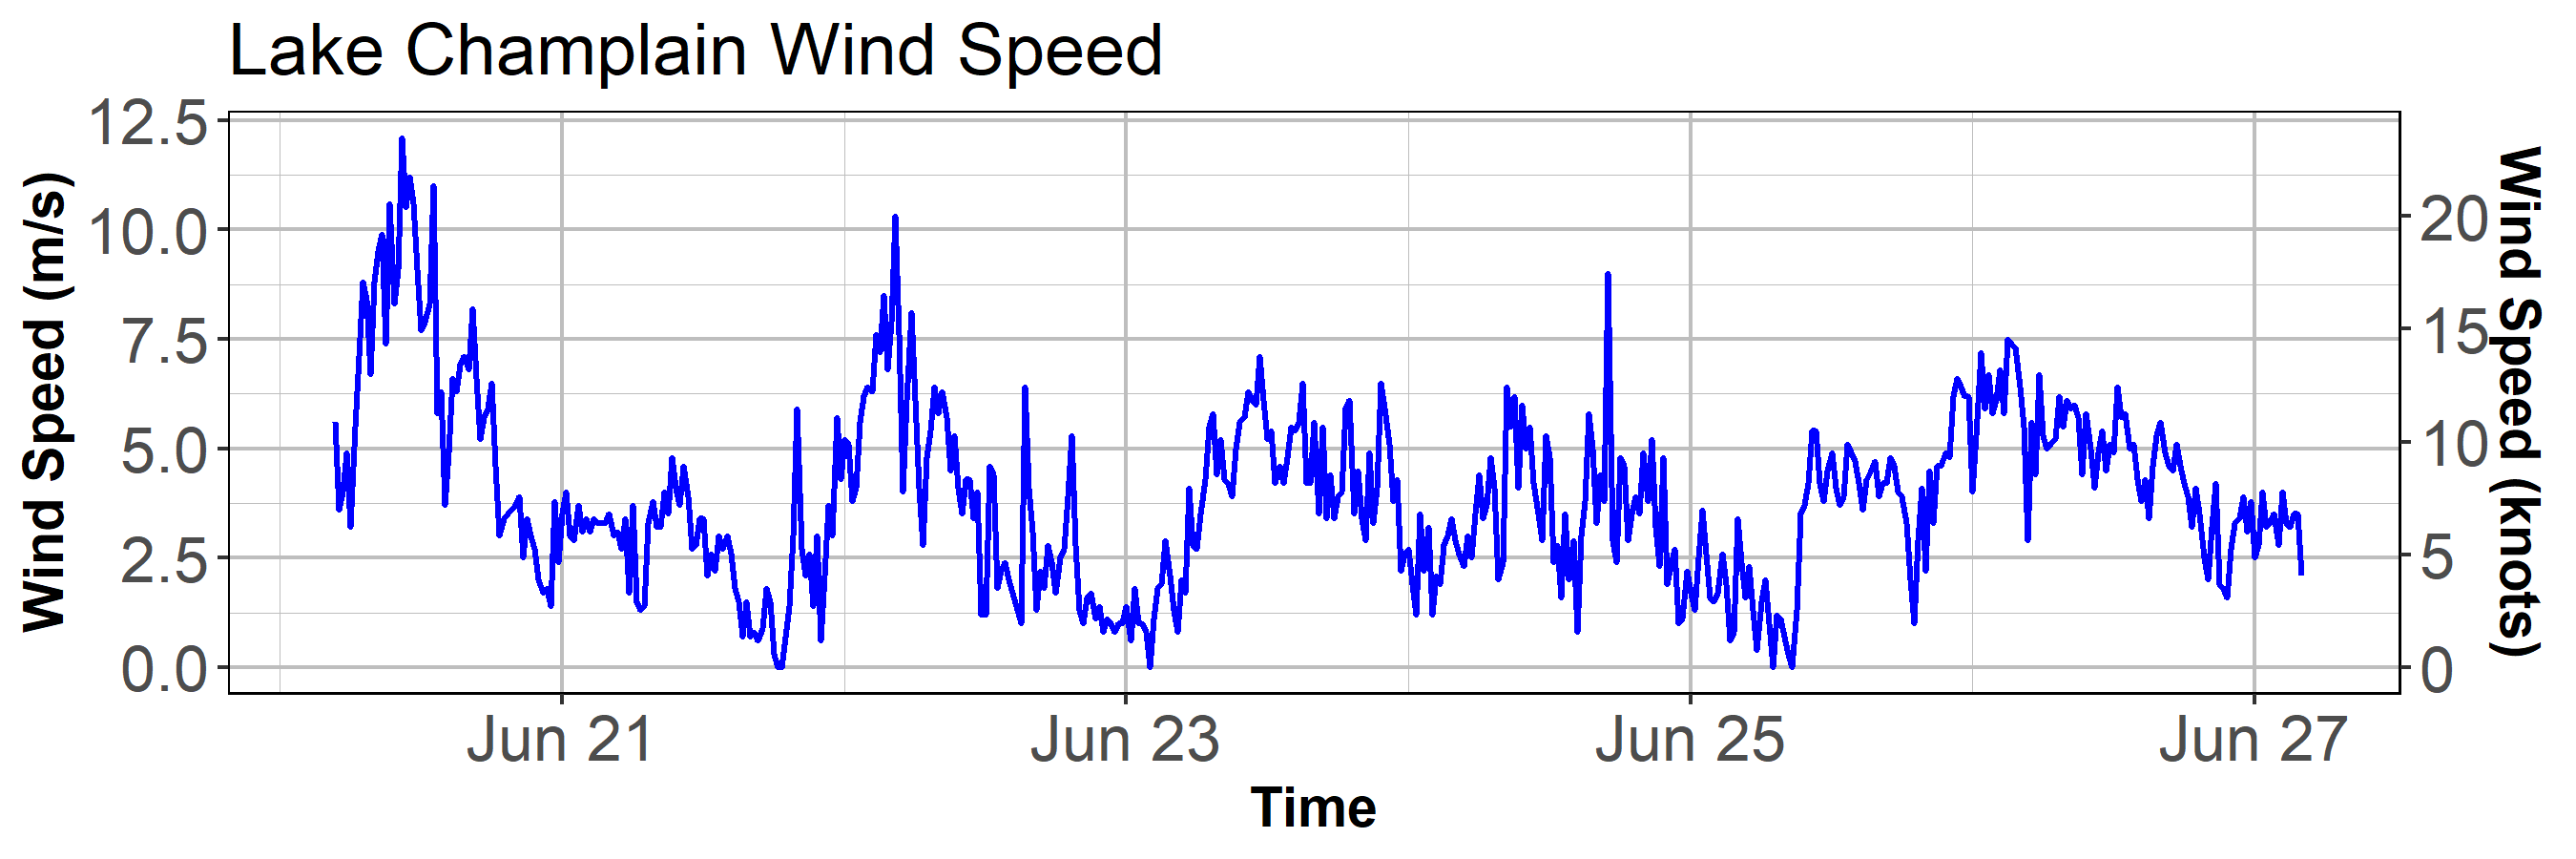 Lake Champlain Wind Speed
12.5
10.0
7.5
5.0
2.5
0.0
Wind Speed (m/s)
20
15
10
5
0
Wind Speed (knots)
Jun 21 Jun 23 Jun 25 Jun 27
Time